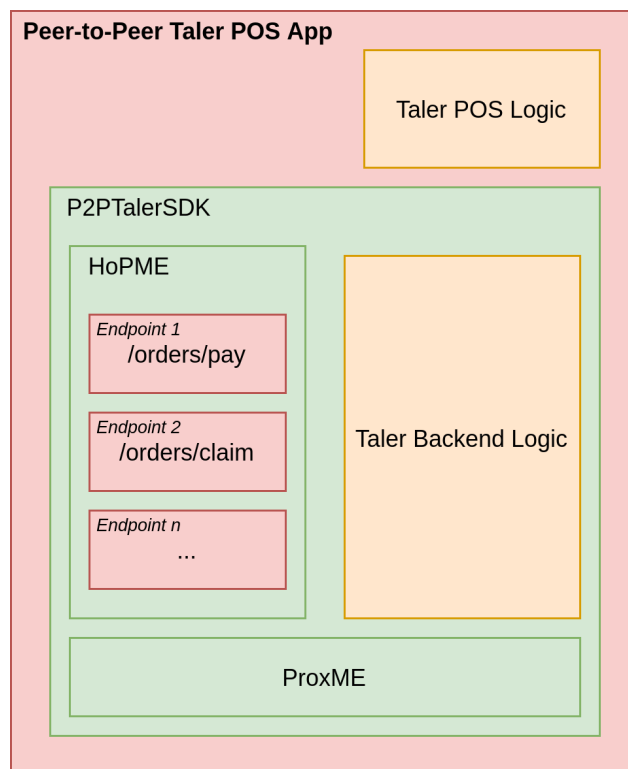 Peer-to-Peer Taler POS App
Taler POS Logic
P2PTalerSDK
HoPME
Endpoint 1
/orders/pay
Endpoint 2
/orders/claim
Endpoint n
...
Taler Backend Logic
ProxME